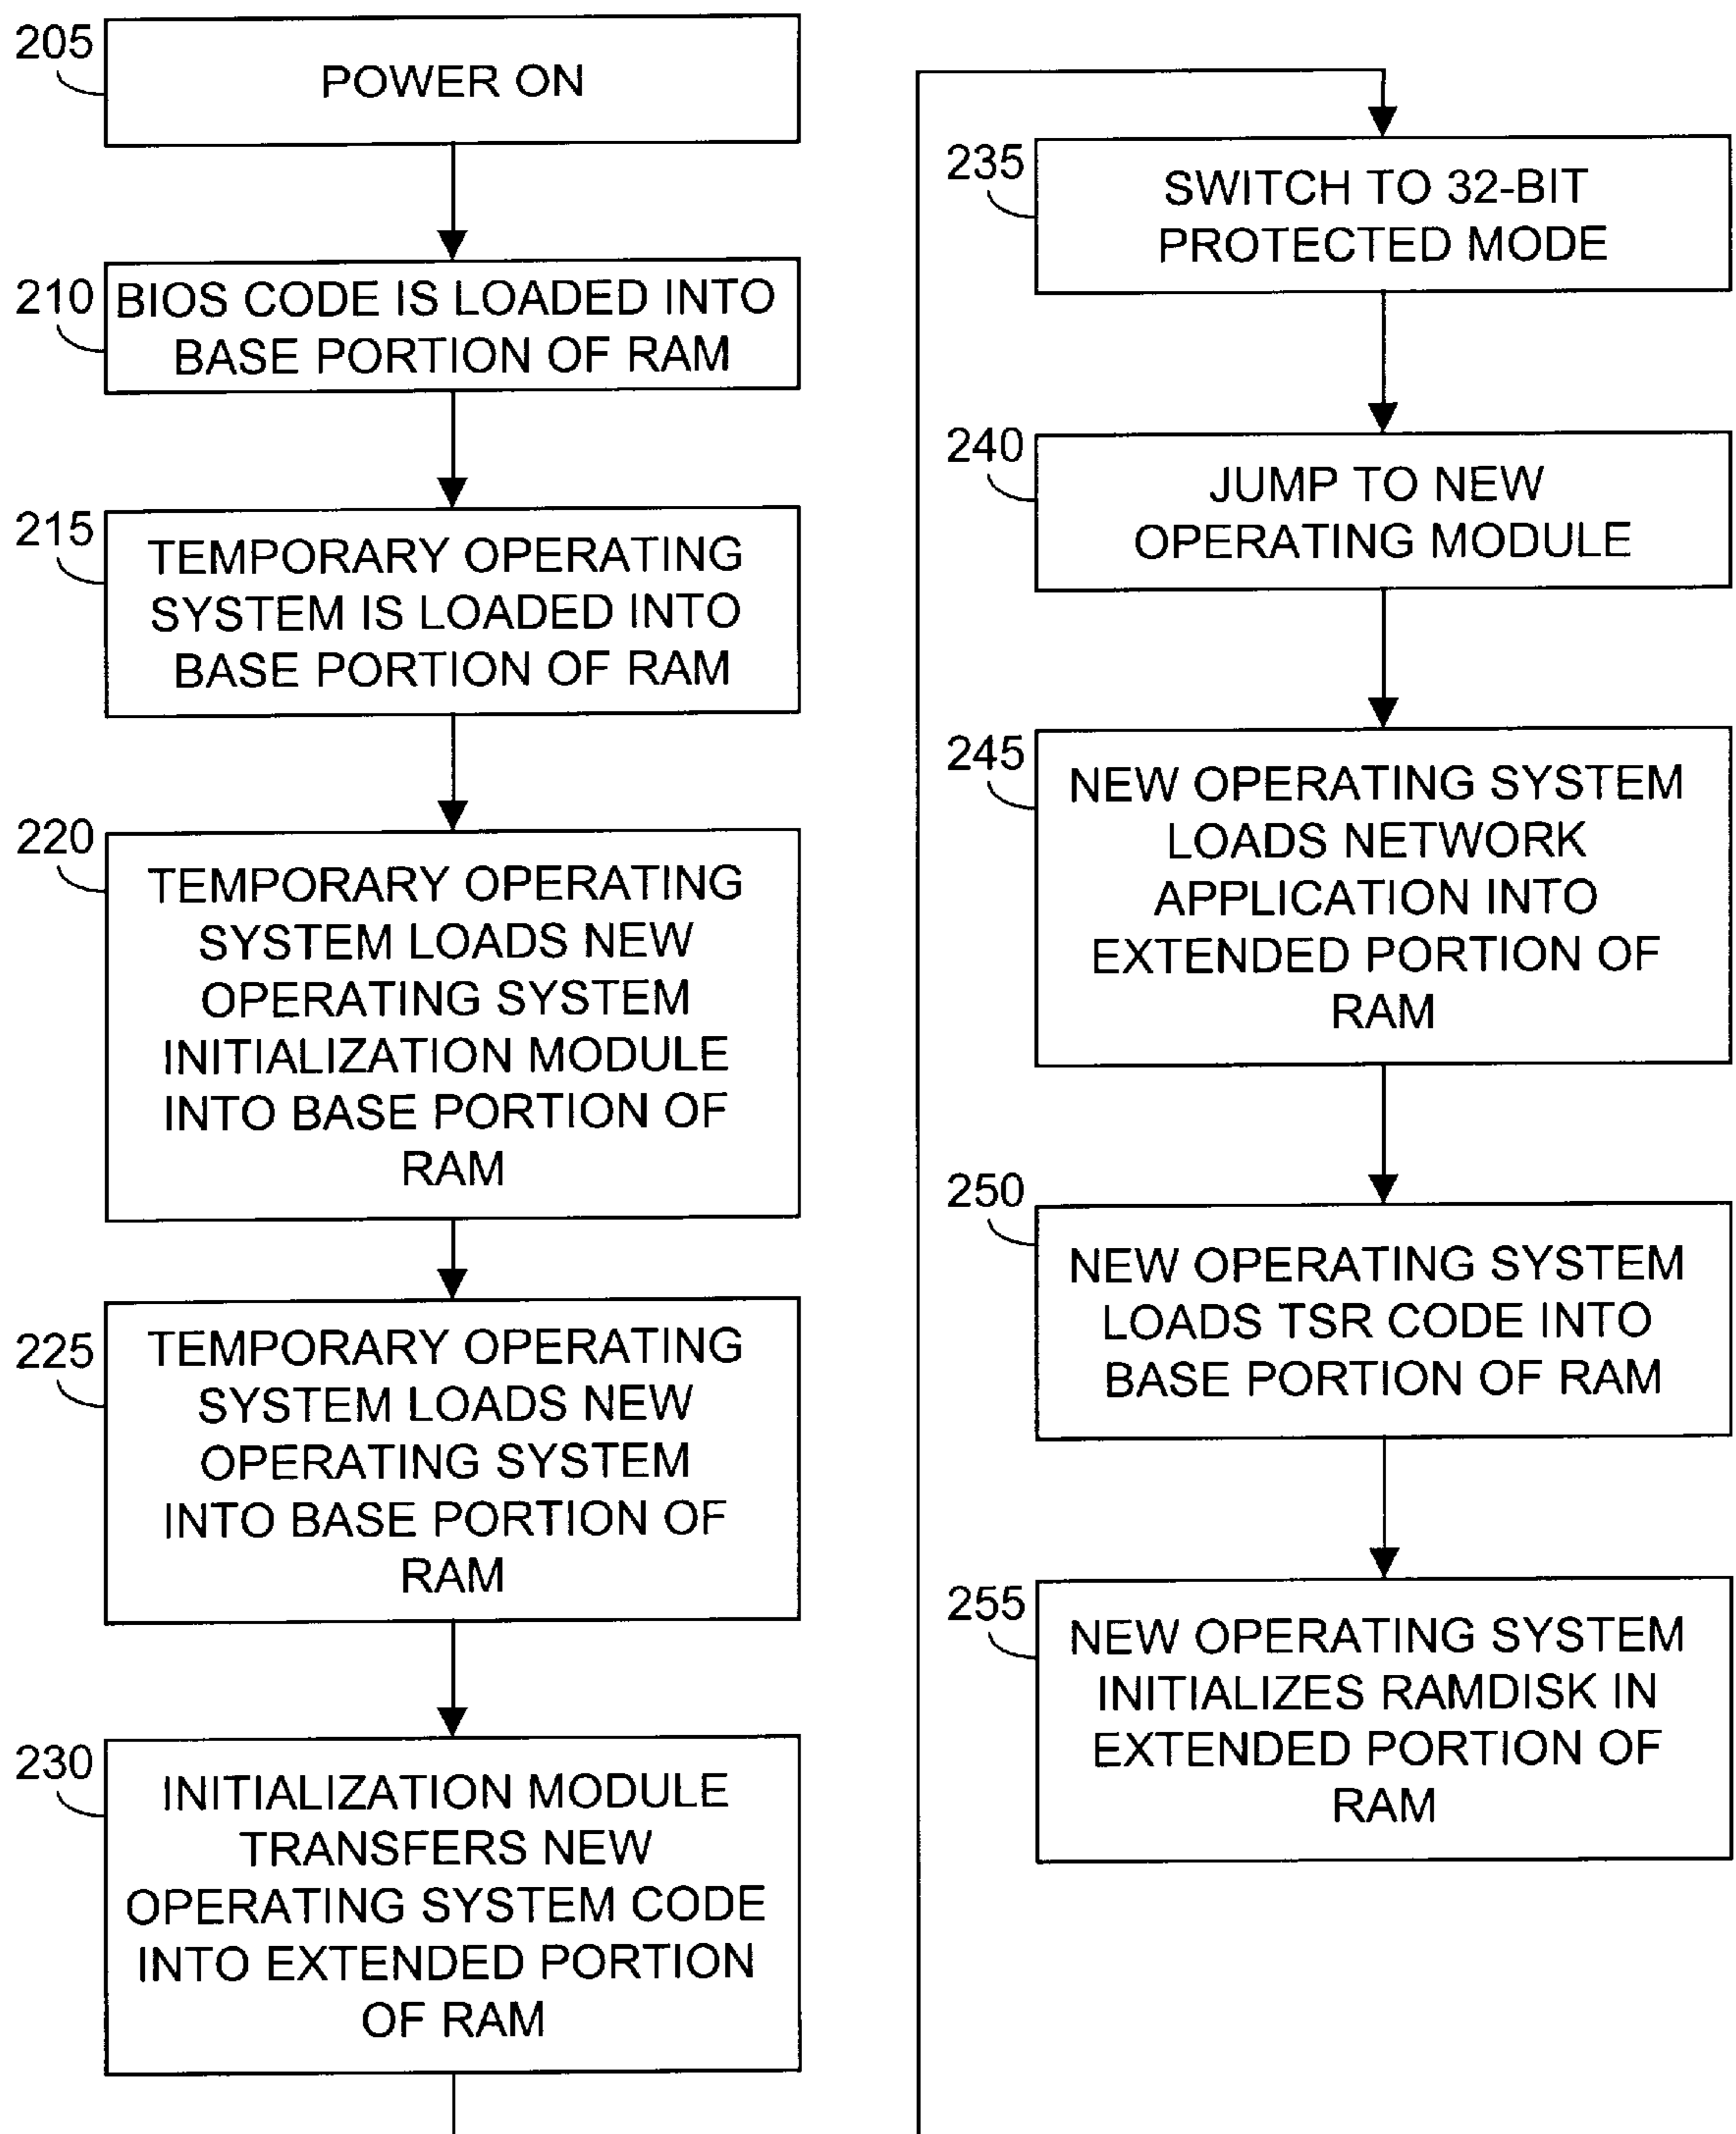 205
POWER ON
210
BIOS CODE IS LOADED INTO
BASE PORTION OF RAM
215
TEMPORARY OPERATING
SYSTEM IS LOADED INTO
BASE PORTION OF RAM
220
TEMPORARY OPERATING
SYSTEM LOADS NEW
OPERATING SYSTEM
INITIALIZATION MODULE
INTO BASE PORTION OF
RAM
225
TEMPORARY OPERATING
SYSTEM LOADS NEW
OPERATING SYSTEM
INTO BASE PORTION OF
RAM
230
INITIALIZATION MODULE
TRANSFERS NEW
OPERATING SYSTEM CODE
INTO EXTENDED PORTION
OF RAM
235
SWITCH TO 32-BIT
PROTECTED MODE
240
JUMP TO NEW
OPERATING MODULE
245
NEW OPERATING SYSTEM
LOADS NETWORK
APPLICATION INTO
EXTENDED PORTION OF
RAM
250
NEW OPERATING SYSTEM
LOADS TSR CODE INTO
BASE PORTION OF RAM
255
NEW OPERATING SYSTEM
INITIALIZES RAMDISK IN
EXTENDED PORTION OF
RAM